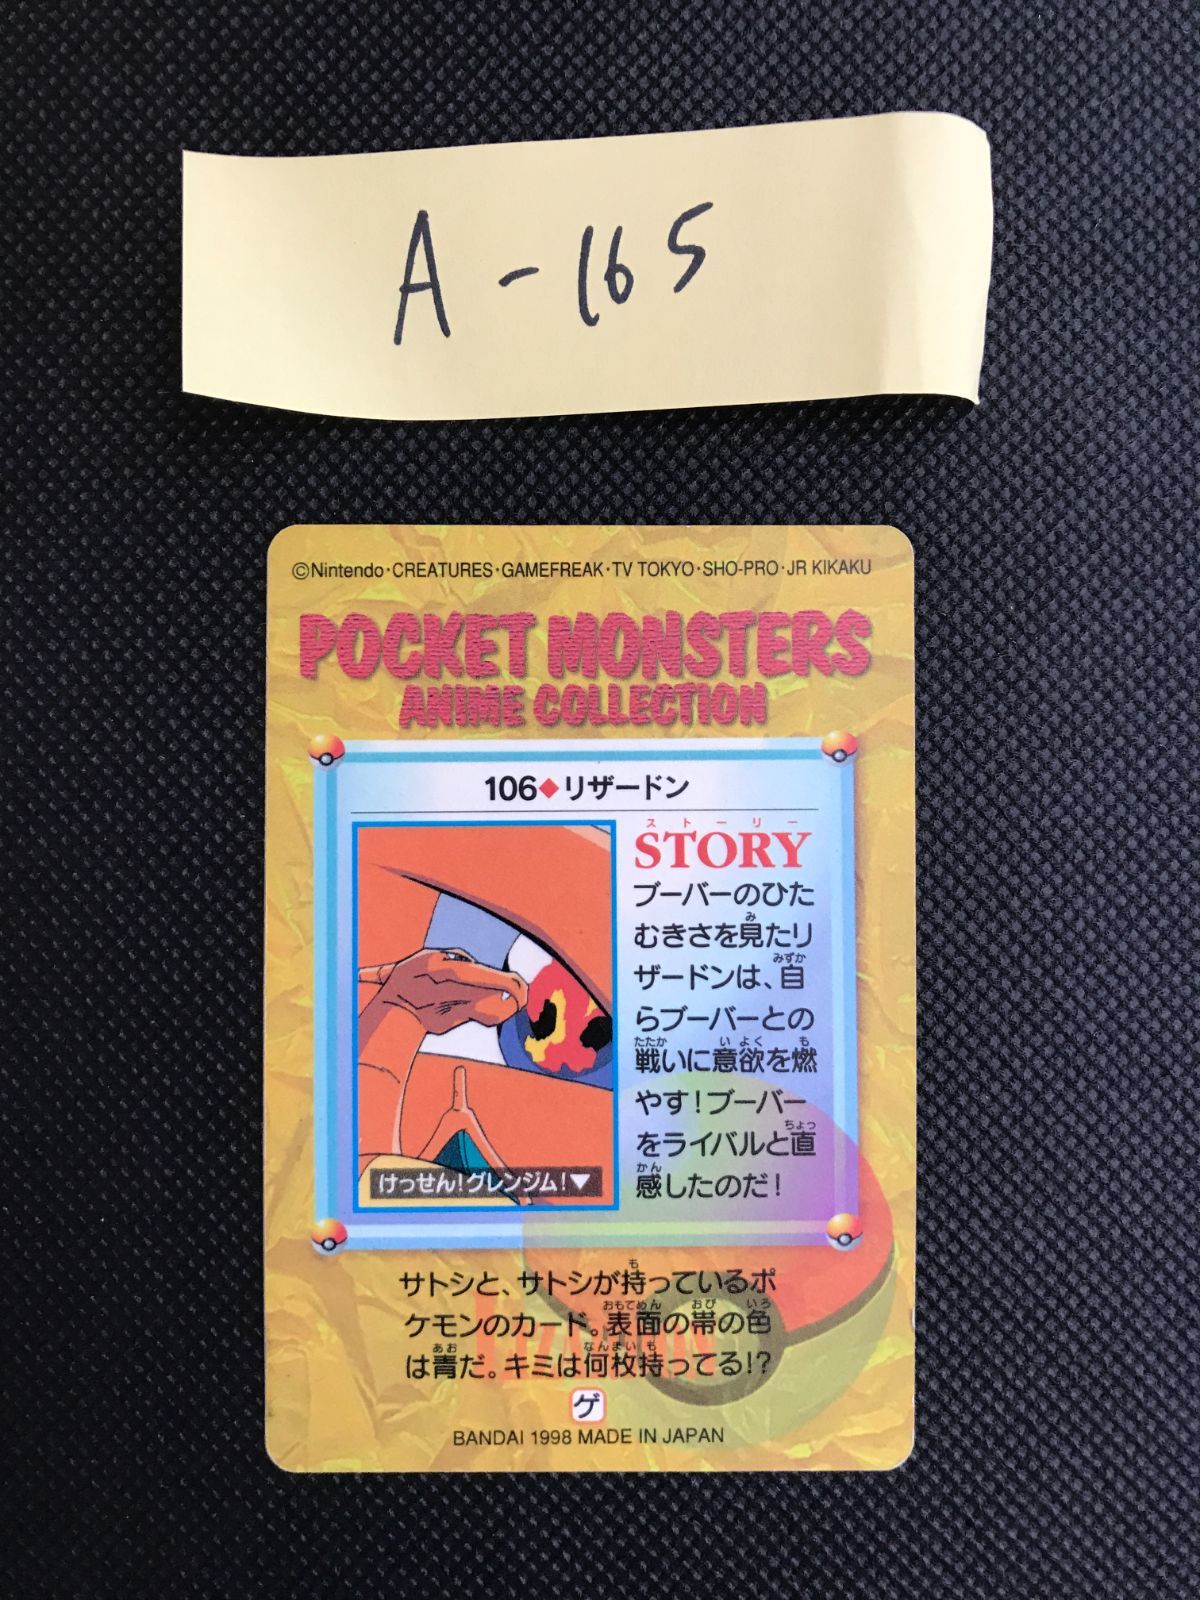 A-165
©Nintendo・CREATURES・GAMEFREAK・TV TOKYO・SHO-PRO・JR KIKAKU
POCKET MONSTERS
ANIME COLLECTION
106◆リザードン
ストーリー
STORY
ブーバーのひた
むきさを見たリ
ザードンは、自
らブーバーとの
戦いに意欲を燃
やす!ブーバー
をライバルと直
感したのだ!
けっせん!グレンジム!▼
サトシと、サトシが持っているポ
ケモンのカード。表面の帯の色
は青だ。キミは何枚持ってる!?
ゲ
BANDAI 1998 MADE IN JAPAN